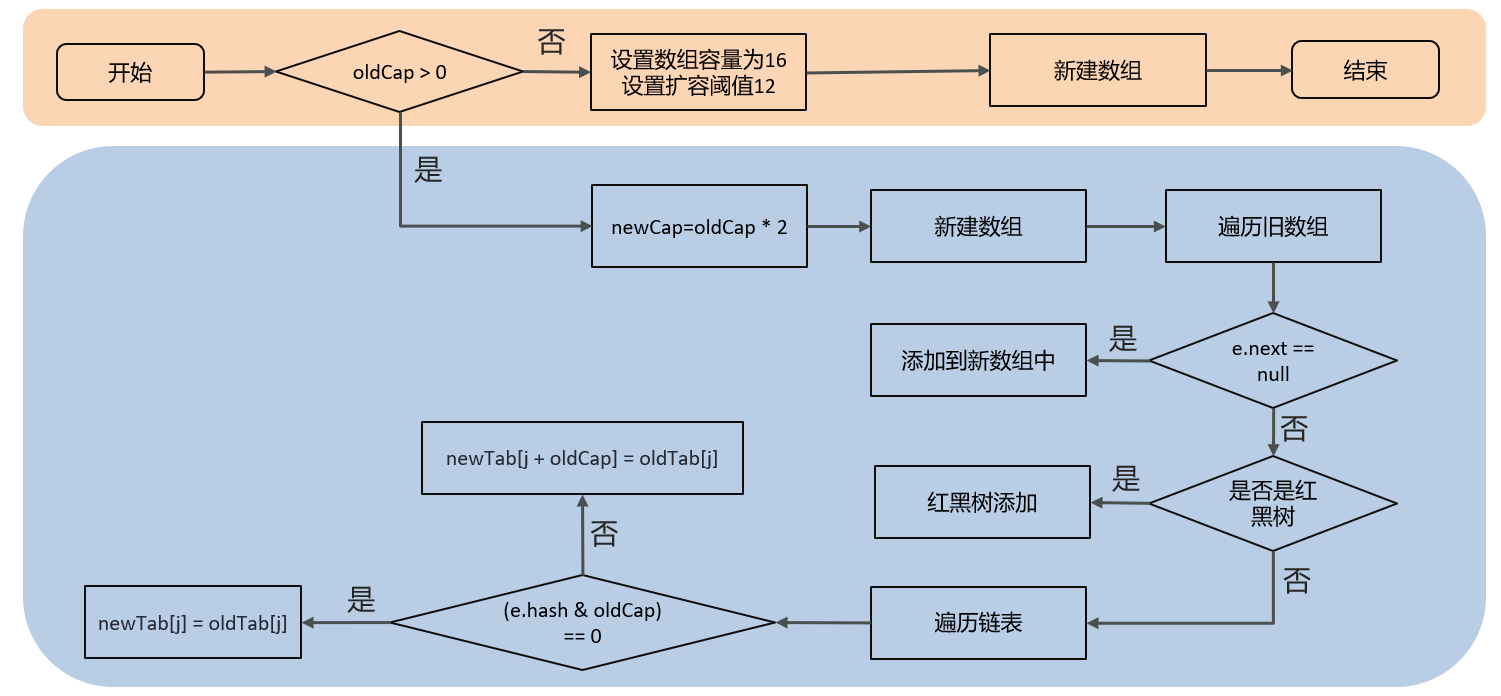 开始
oldCap > 0
否
设置数组容量为16
设置扩容阈值12
新建数组
结束
是
newCap=oldCap * 2
新建数组
遍历旧数组
e.next ==
null
是
添加到新数组中
否
是否是红
黑树
是
红黑树添加
否
遍历链表
(e.hash & oldCap)
== 0
否
newTab[j + oldCap] = oldTab[j]
是
newTab[j] = oldTab[j]